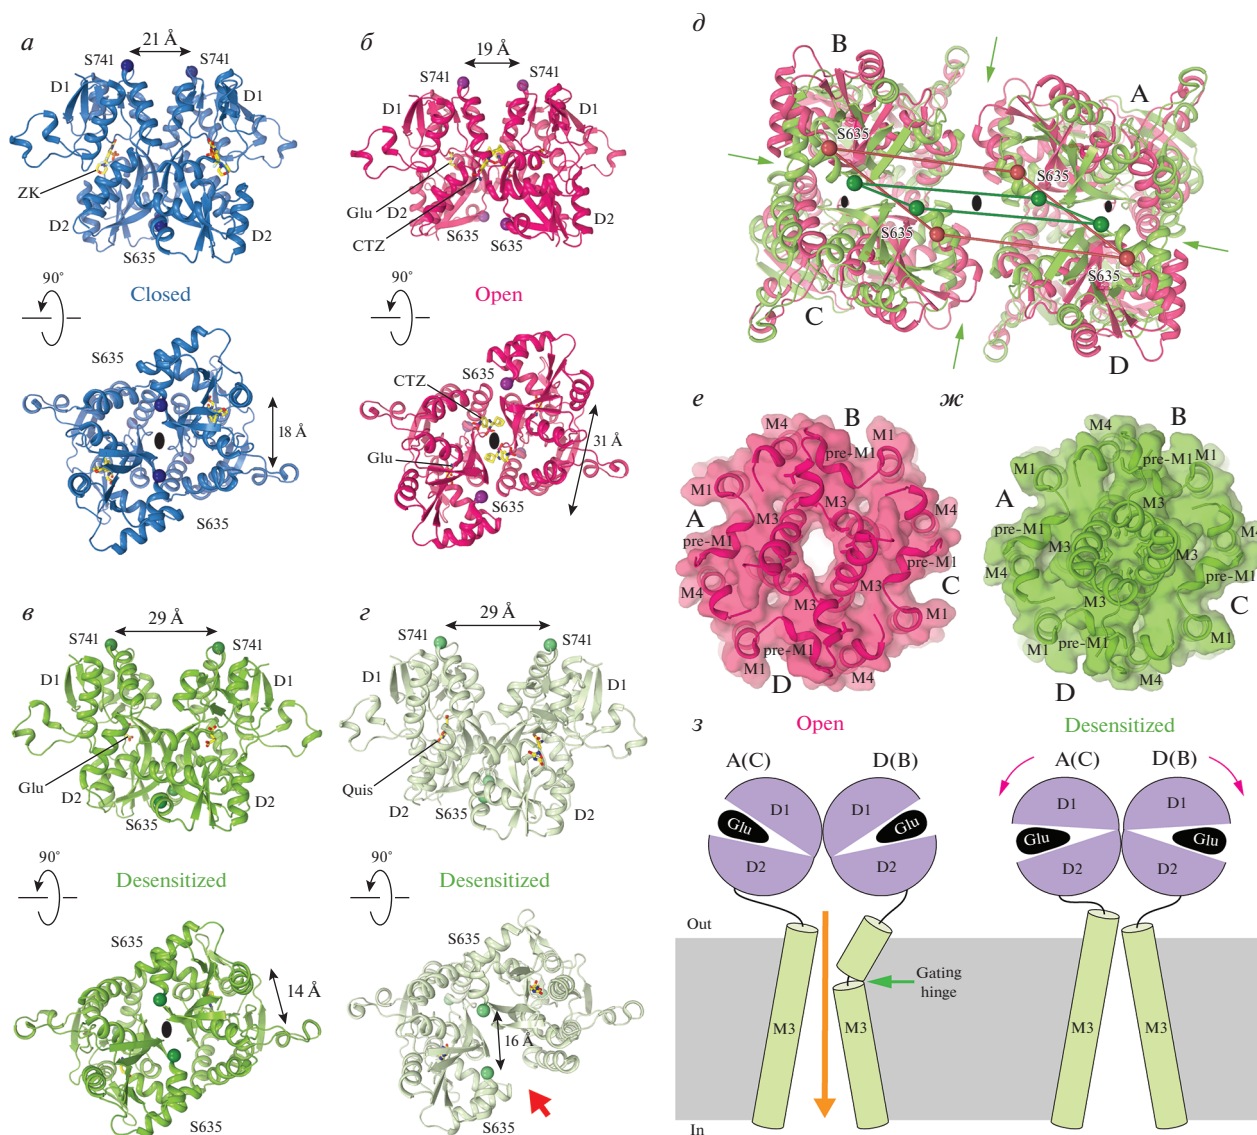 а
21 Å
S741
S741
D1
D1
ZK
D2
D2
S635
90°
Closed
S635
18 Å
S635
б
19 Å
S741
S741
D1
D1
Glu
D2
CTZ
S635
S635
90°
Open
CTZ
S635
Glu
31 Å
S635
в
29 Å
S741
S741
D1
D1
Glu
D2
D2
S635
90°
Desensitized
S635
14 Å
S635
г
29 Å
S741
S741
D1
D1
Quis
D2
S635
D2
90°
Desensitized
S635
16 Å
S635
д
B
A
S635
S635
S635
S635
C
D
е
B
M4
M1
pre-M1
M1
M3
A
M3
M4
pre-M1
pre-M1
M4
M3
C
M3
M1
pre-M1
M1
M4
D
ж
B
M4
M1
pre-M1
M1
A
M3
pre-M1
M3
M3
M4
M4
pre-M1
M3
C
M1
pre-M1
M1
M4
D
з
Open
Desensitized
A(C)
D(B)
A(C)
D(B)
D1
D1
D1
D1
Glu
Glu
Glu
Glu
D2
D2
D2
D2
Out
Gating
hinge
M3
M3
M3
M3
In